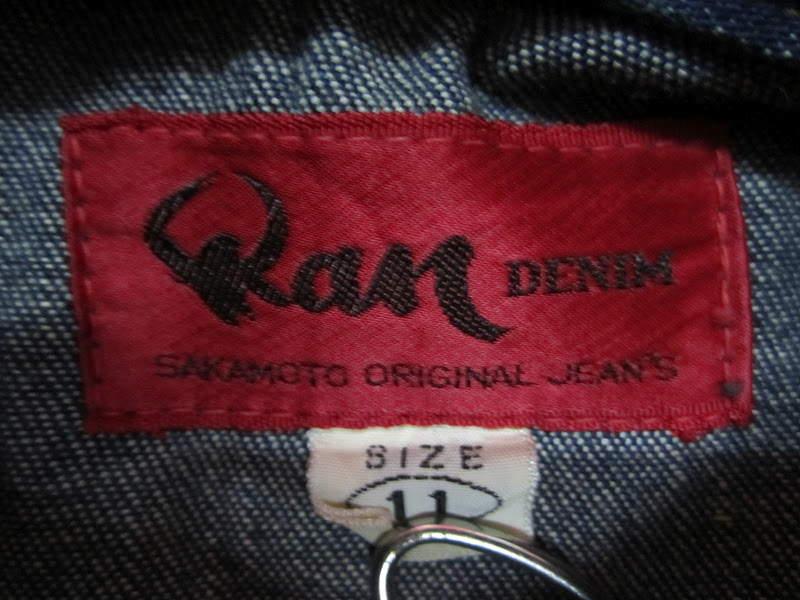 Ran DENIM
SAKAMOTO ORIGINAL JEAN'S
SIZE
11